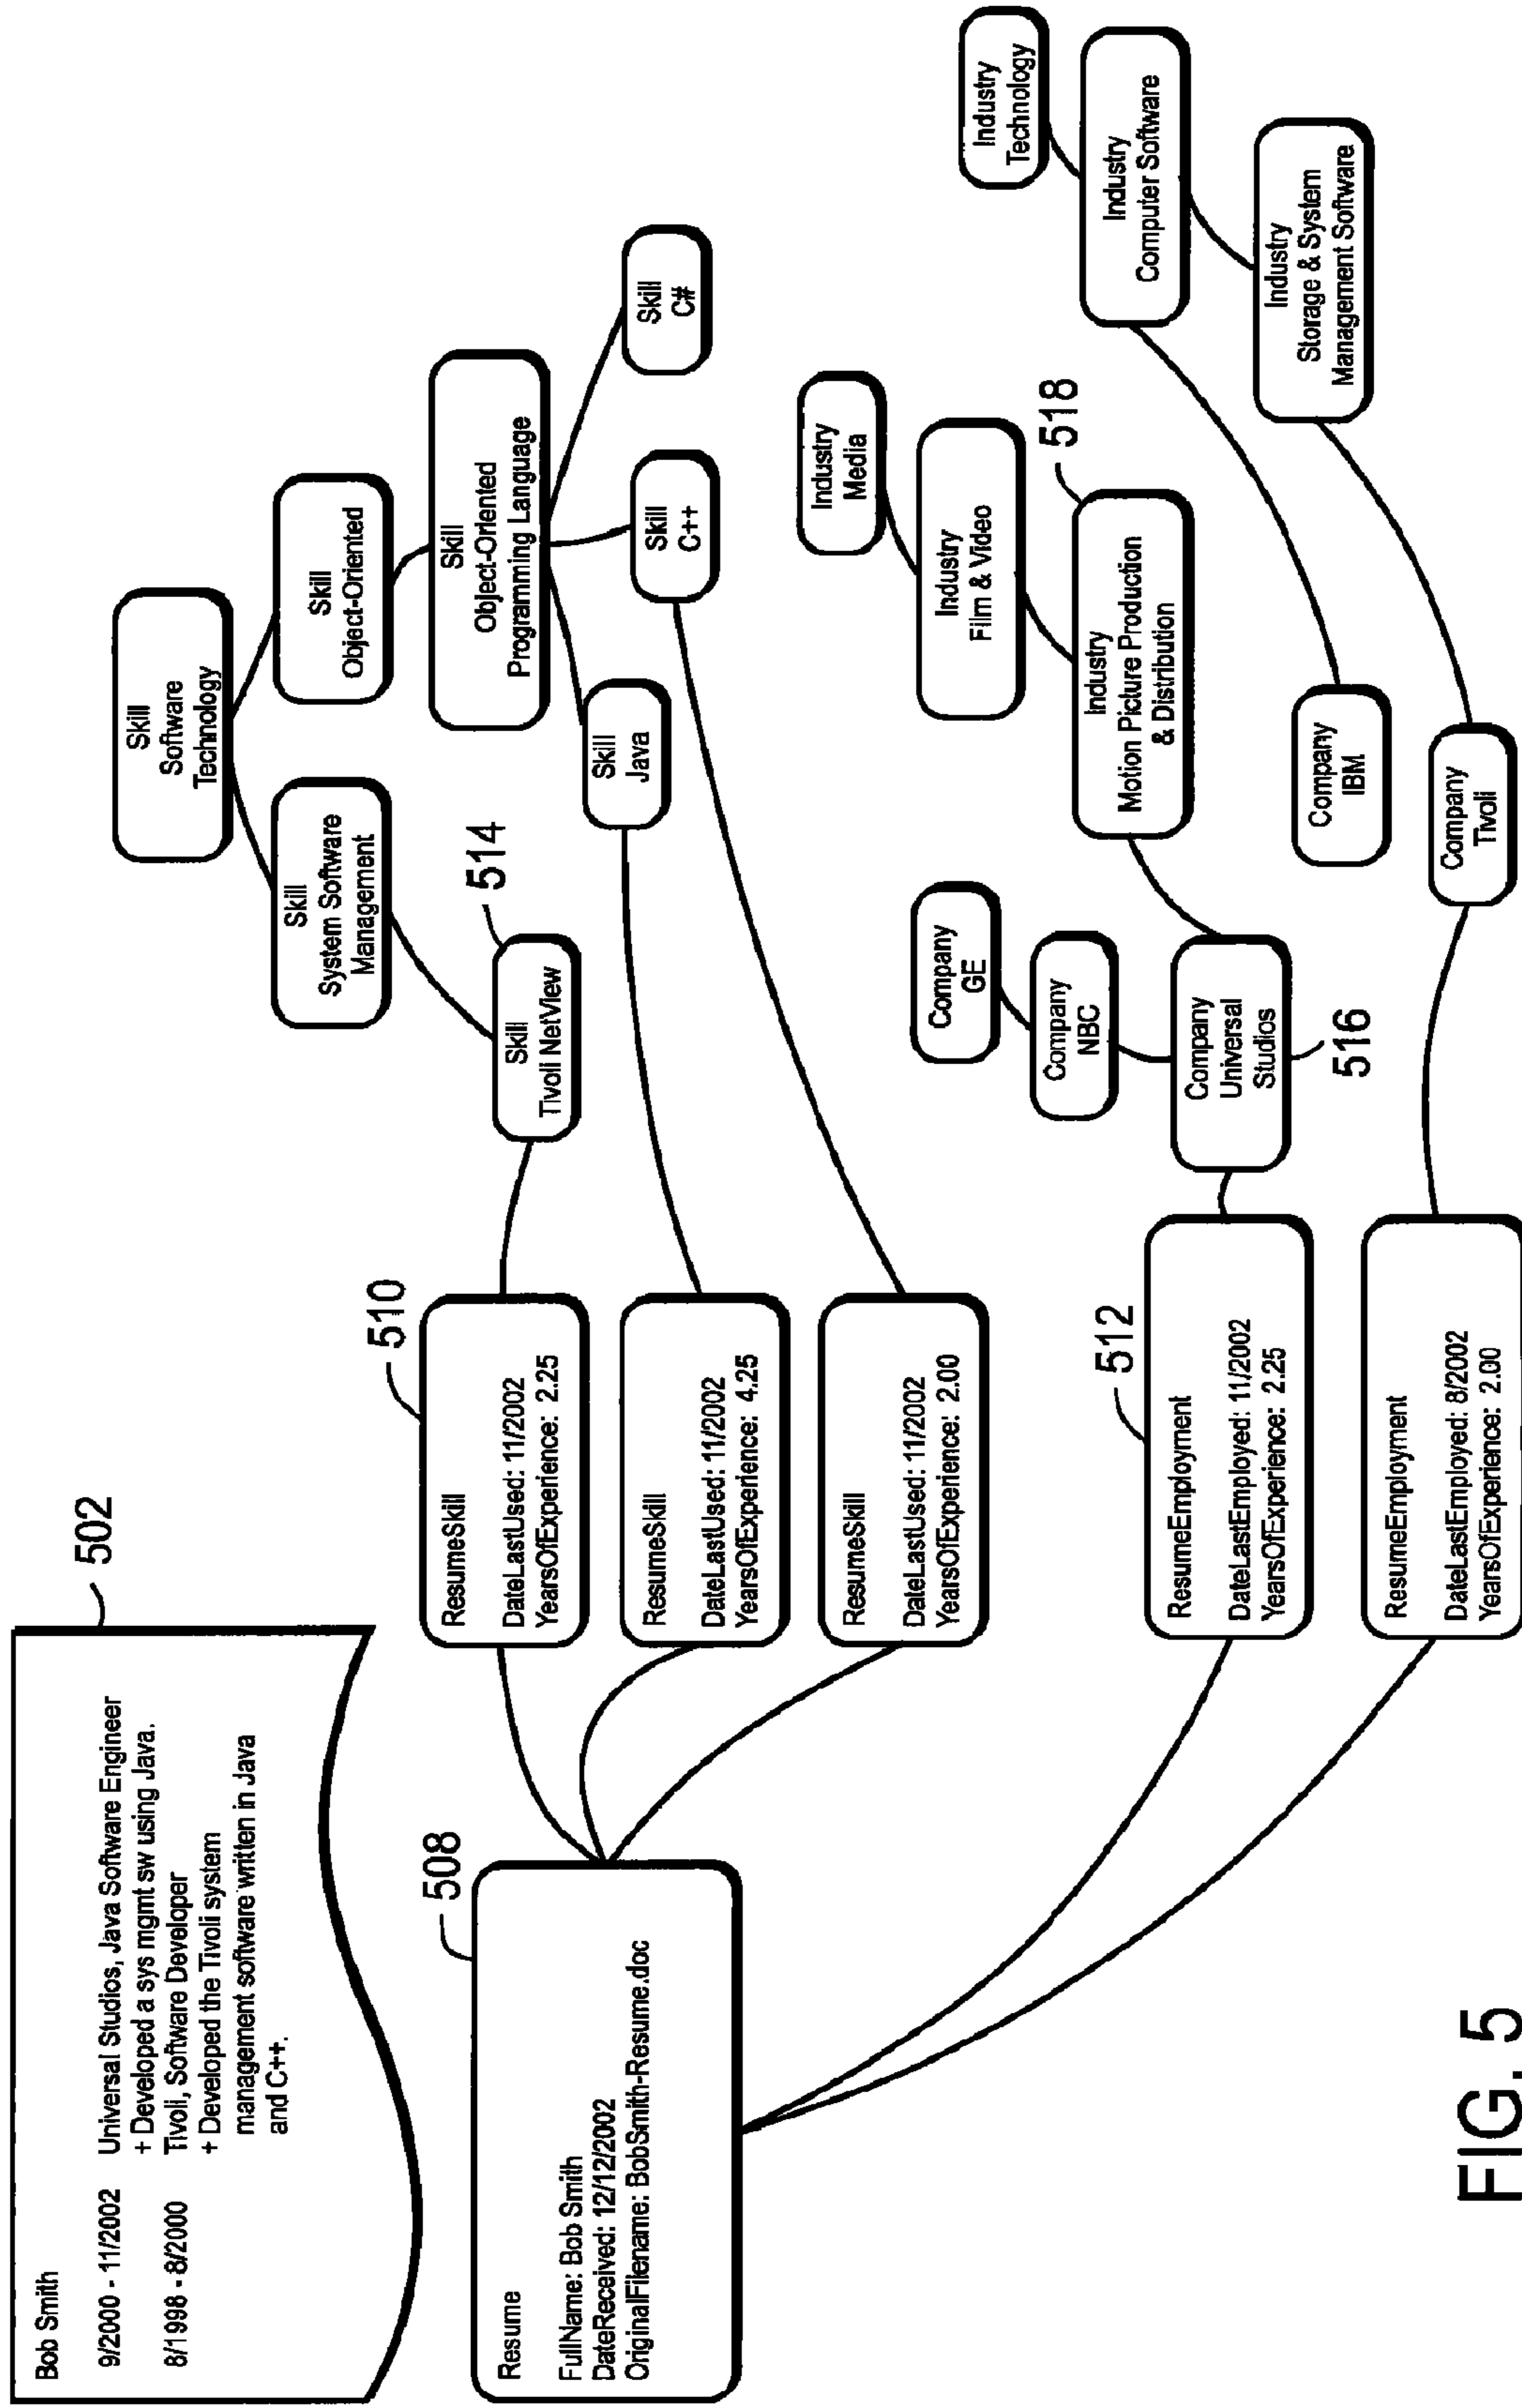 Bob Smith
9/2000 - 11/2002 Universal Studios, Java Software Engineer
+ Developed a sys mgmt sw using Java.
8/1998 - 8/2000 Tivoli, Software Developer
+ Developed the Tivoli system
management software written in Java
and C++.
502
Resume
FullName: Bob Smith
DateReceived: 12/12/2002
OriginalFilename: BobSmith-Resume.doc
508
ResumeSkill
DateLastUsed: 11/2002
YearsOfExperience: 2.25
510
ResumeSkill
DateLastUsed: 11/2002
YearsOfExperience: 4.25
ResumeSkill
DateLastUsed: 11/2002
YearsOfExperience: 2.00
ResumeEmployment
DateLastEmployed: 11/2002
YearsOfExperience: 2.25
512
ResumeEmployment
DateLastEmployed: 8/2002
YearsOfExperience: 2.00
Skill
Software
Technology
Skill
System Software
Management
Skill
Object-Oriented
Skill
Tivoli NetView
514
Skill
Object-Oriented
Programming Language
Skill
Java
Skill
C++
Skill
C#
Company
GE
Company
NBC
Company
Universal
Studios
516
Industry
Media
Industry
Film & Video
Industry
Motion Picture Production
& Distribution
518
Company
IBM
Company
Tivoli
Industry
Technology
Industry
Computer Software
Industry
Storage & System
Management Software
FIG. 5